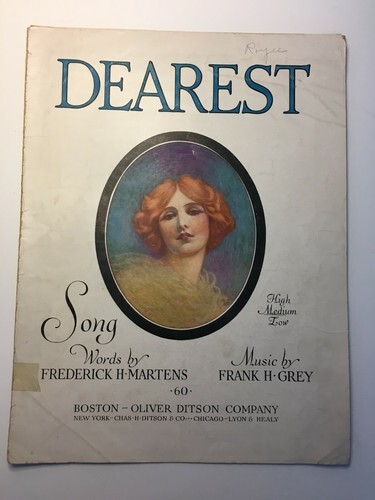 DEAREST
Song
High
Medium
Low
Words by
FREDERICK H·MARTENS
Music by
FRANK H·GREY
·60·
BOSTON – OLIVER DITSON COMPANY
NEW YORK–CHAS·H·DITSON & CO···CHICAGO–LYON & HEALY